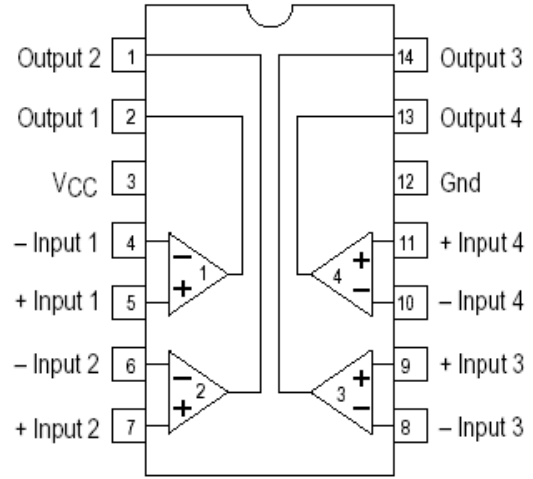 Output 2 1
14 Output 3
Output 1 2
13 Output 4
VCC 3
12 Gnd
– Input 1 4
11 + Input 4
+ Input 1 5
10 – Input 4
– Input 2 6
9 + Input 3
+ Input 2 7
8 – Input 3
– 1 +
+ 4 –
– 2 +
+ 3 –